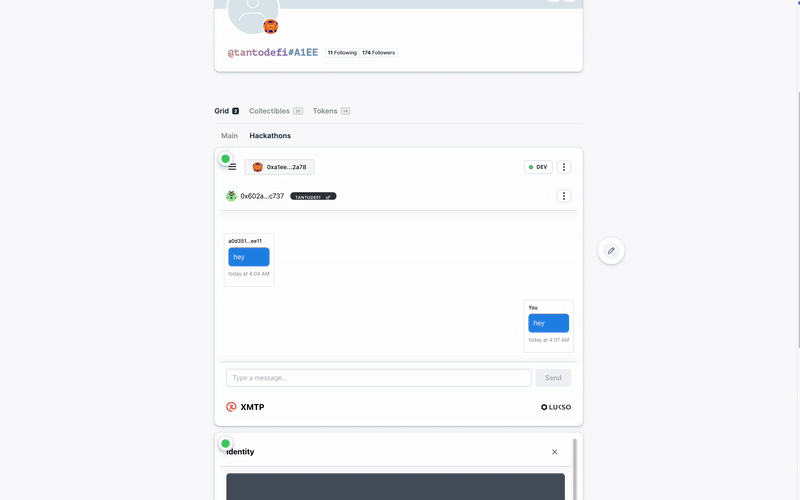 @tantodefi#A1EE 11 Following 174 Followers
Grid 2 Collectibles 20 Tokens 14
Main Hackathons
0xa1ee...2a78 DEV
0x602a...c737 TANTODEFI
a0d351...ee11
hey
today at 4:04 AM
You
hey
today at 4:07 AM
Type a message... Send
XMTP LUKSO
Identity